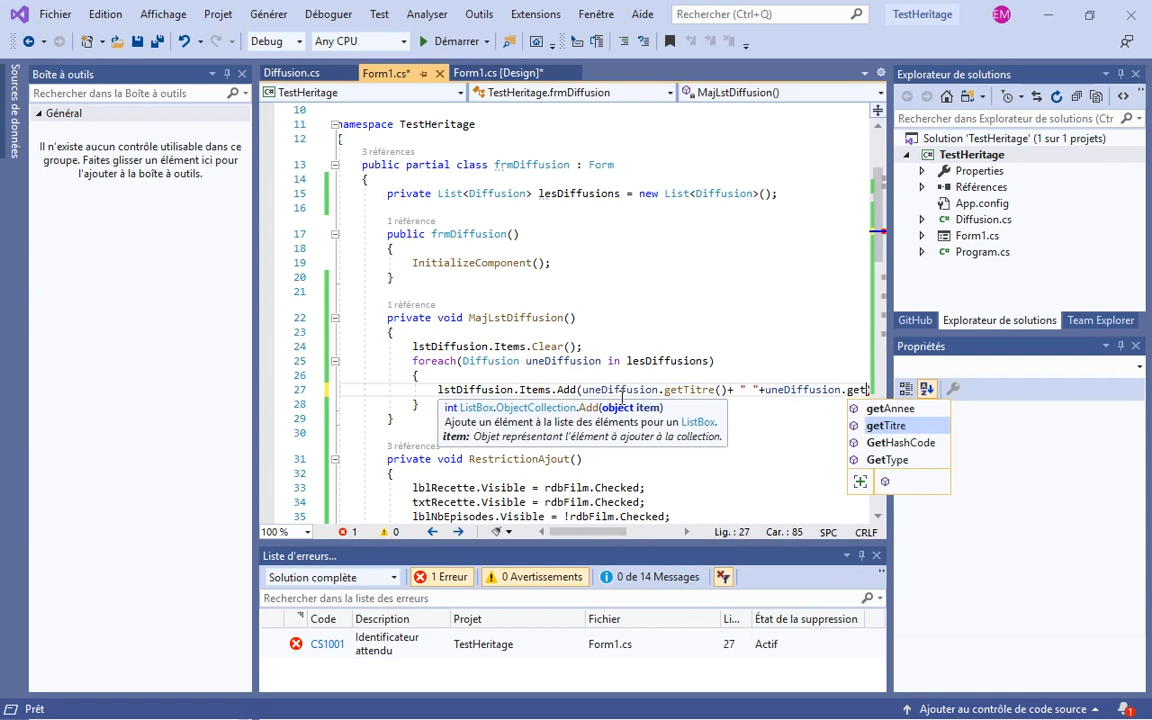 Fichier Edition Affichage Projet Générer Déboguer Test Analyser Outils Extensions Fenêtre Aide Rechercher (Ctrl+Q) TestHeritage EM
Debug Any CPU Démarrer
Sources de données
Boîte à outils
Rechercher dans la Boîte à outils
Général
Il n'existe aucun contrôle utilisable dans ce
groupe. Faites glisser un élément ici pour
l'ajouter à la boîte à outils.
Diffusion.cs Form1.cs* Form1.cs [Design]*
TestHeritage TestHeritage.frmDiffusion MajLstDiffusion()
10
11 namespace TestHeritage
12 {
3 références
13 public partial class frmDiffusion : Form
14 {
15 private List<Diffusion> lesDiffusions = new List<Diffusion>();
16
1 référence
17 public frmDiffusion()
18 {
19 InitializeComponent();
20 }
21
1 référence
22 private void MajLstDiffusion()
23 {
24 lstDiffusion.Items.Clear();
25 foreach(Diffusion uneDiffusion in lesDiffusions)
26 {
27 lstDiffusion.Items.Add(uneDiffusion.getTitre()+ " "+uneDiffusion.get)
28 }
29 }
30
int ListBox.ObjectCollection.Add(object item)
Ajoute un élément à la liste des éléments pour un ListBox.
item: Objet représentant l'élément à ajouter à la collection.
getAnnee
getTitre
GetHashCode
GetType
3 références
31 private void RestrictionAjout()
32 {
33 lblRecette.Visible = rdbFilm.Checked;
34 txtRecette.Visible = rdbFilm.Checked;
35 lblNbEpisodes.Visible = !rdbFilm.Checked;
100 % 1 0 Lig. : 27 Car. : 85 SPC CRLF
Liste d'erreurs...
Solution complète 1 Erreur 0 Avertissements 0 de 14 Messages
Rechercher dans la liste des erreurs
Code Description Projet Fichier Li... État de la suppression
CS1001 Identificateur attendu TestHeritage Form1.cs 27 Actif
Explorateur de solutions
Rechercher dans Explorateur de solutions (Ctr
Solution 'TestHeritage' (1 sur 1 projets)
TestHeritage
Properties
Références
App.config
Diffusion.cs
Form1.cs
Program.cs
GitHub Explorateur de solutions Team Explorer
Propriétés
Prêt Ajouter au contrôle de code source 1